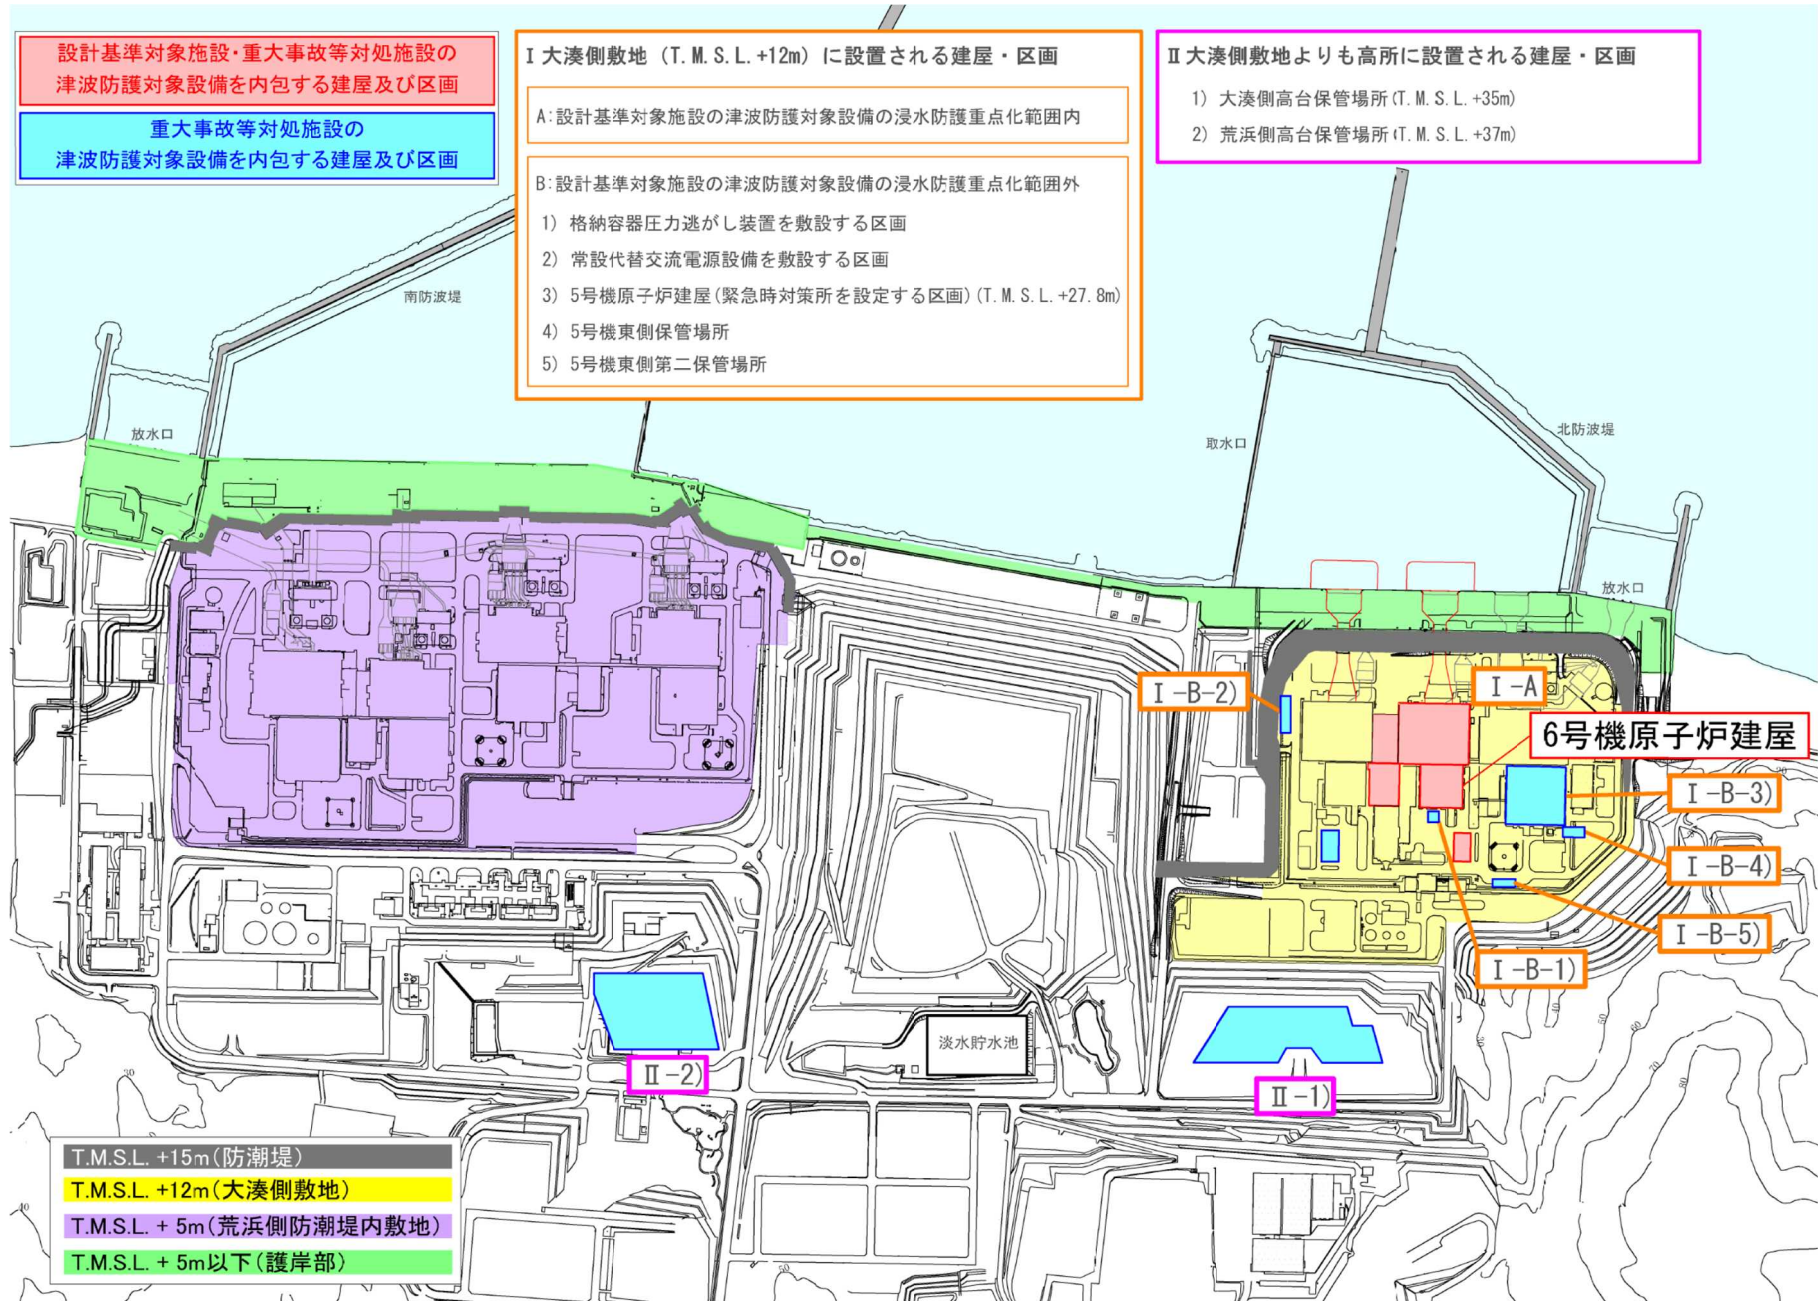 設計基準対象施設・重大事故等対処施設の
津波防護対象設備を内包する建屋及び区画
重大事故等対処施設の
津波防護対象設備を内包する建屋及び区画
Ⅰ 大湊側敷地（T.M.S.L.+12m）に設置される建屋・区画
A:設計基準対象施設の津波防護対象設備の浸水防護重点化範囲内
B:設計基準対象施設の津波防護対象設備の浸水防護重点化範囲外
1) 格納容器圧力逃がし装置を敷設する区画
2) 常設代替交流電源設備を敷設する区画
3) 5号機原子炉建屋(緊急時対策所を設定する区画)(T.M.S.L.+27.8m)
4) 5号機東側保管場所
5) 5号機東側第二保管場所
Ⅱ 大湊側敷地よりも高所に設置される建屋・区画
1) 大湊側高台保管場所(T.M.S.L.+35m)
2) 荒浜側高台保管場所(T.M.S.L.+37m)
南防波堤
放水口
取水口
北防波堤
放水口
Ⅰ-B-2)
Ⅰ-A
6号機原子炉建屋
Ⅰ-B-3)
Ⅰ-B-4)
Ⅰ-B-5)
Ⅰ-B-1)
淡水貯水池
Ⅱ-2)
Ⅱ-1)
30
40
50
30
40
50
60
70
80
T.M.S.L. +15m(防潮堤)
T.M.S.L. +12m(大湊側敷地)
T.M.S.L. + 5m(荒浜側防潮堤内敷地)
T.M.S.L. + 5m以下(護岸部)